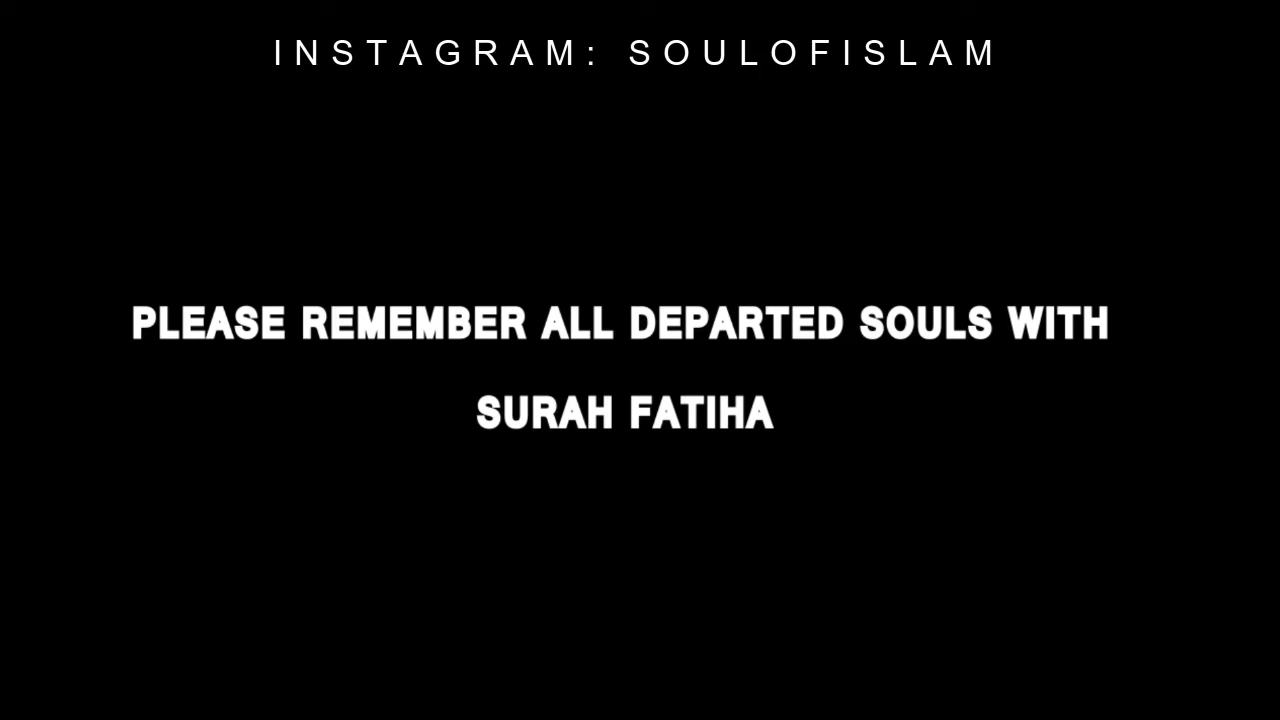 INSTAGRAM: SOULOFISLAM
PLEASE REMEMBER ALL DEPARTED SOULS WITH
SURAH FATIHA